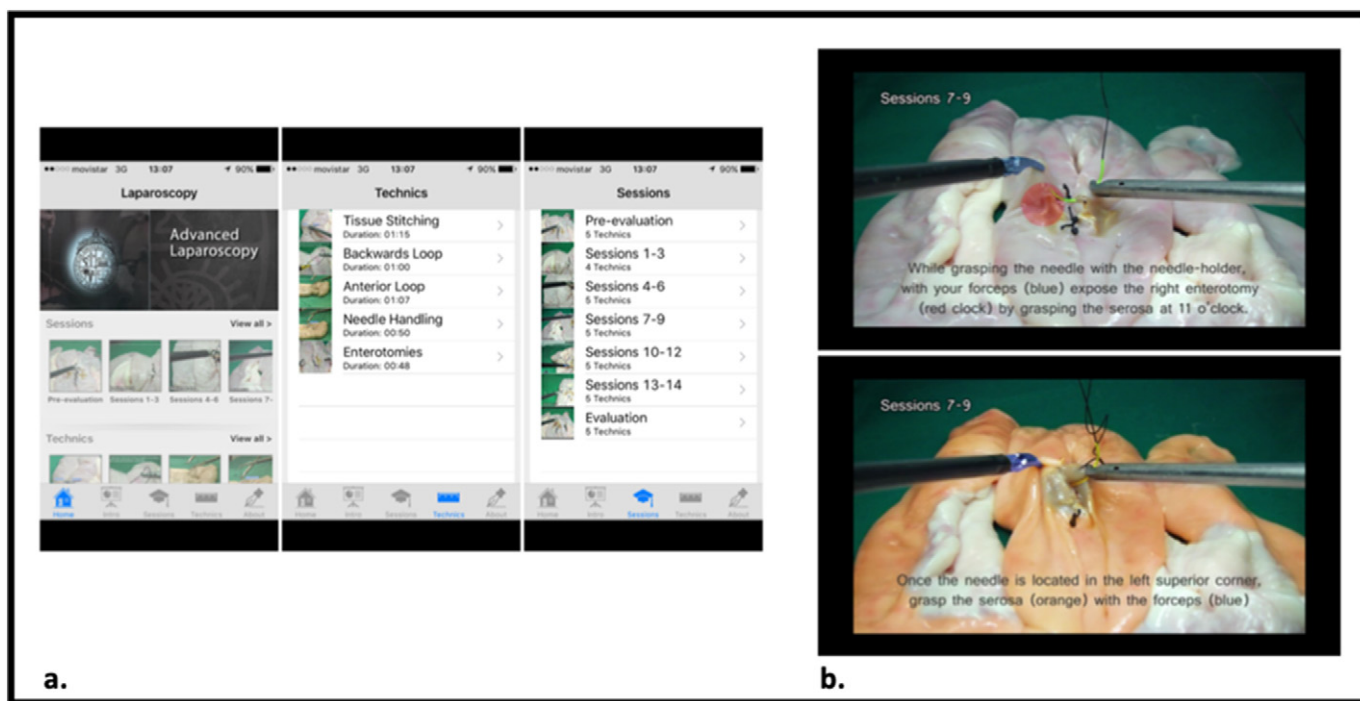 movistar 3G 13:07 90%
Laparoscopy
Advanced
Laparoscopy
Sessions View all >
Pre-evaluation Sessions 1-3 Sessions 4-6 Sessions 7-
Technics View all >
Home Intro Sessions Technics About
movistar 3G 13:07 90%
Technics
Tissue Stitching
Duration: 01:15
Backwards Loop
Duration: 01:00
Anterior Loop
Duration: 01:07
Needle Handling
Duration: 00:50
Enterotomies
Duration: 00:48
Home Intro Sessions Technics About
movistar 3G 13:07 90%
Sessions
Pre-evaluation
5 Technics
Sessions 1-3
4 Technics
Sessions 4-6
5 Technics
Sessions 7-9
5 Technics
Sessions 10-12
5 Technics
Sessions 13-14
5 Technics
Evaluation
5 Technics
Home Intro Sessions Technics About
a.
Sessions 7-9
While grasping the needle with the needle-holder,
with your forceps (blue) expose the right enterotomy
(red clock) by grasping the serosa at 11 o'clock.
Sessions 7-9
Once the needle is located in the left superior corner,
grasp the serosa (orange) with the forceps (blue)
b.